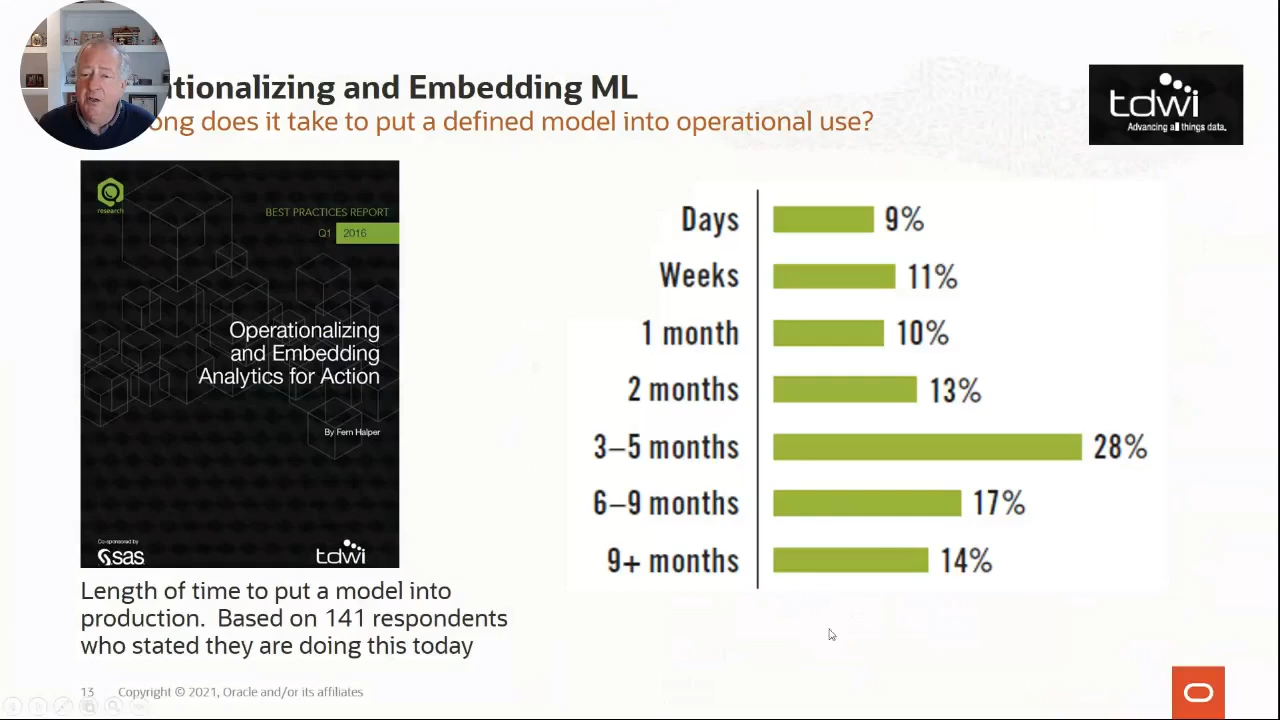 tionalizing and Embedding ML
ong does it take to put a defined model into operational use?
tdwi
Advancing all things data.
research
BEST PRACTICES REPORT
Q1 2016
Operationalizing
and Embedding
Analytics for Action
By Fern Halper
Co-sponsored by
sas
tdwi
Length of time to put a model into
production. Based on 141 respondents
who stated they are doing this today
Days 9%
Weeks 11%
1 month 10%
2 months 13%
3–5 months 28%
6–9 months 17%
9+ months 14%
13 Copyright © 2021, Oracle and/or its affiliates